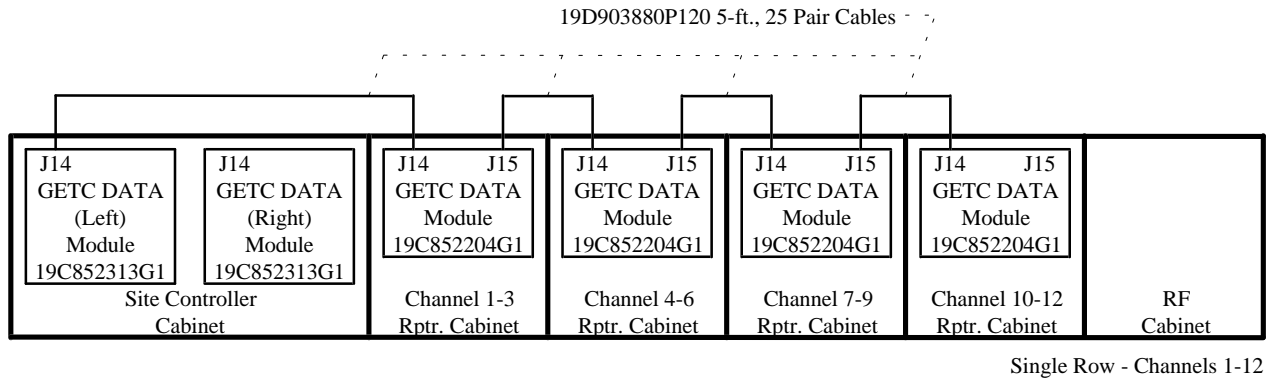 19D903880P120 5-ft., 25 Pair Cables
J14
GETC DATA
(Left)
Module
19C852313G1
J14
GETC DATA
(Right)
Module
19C852313G1
Site Controller
Cabinet
J14 J15
GETC DATA
Module
19C852204G1
Channel 1-3
Rptr. Cabinet
J14 J15
GETC DATA
Module
19C852204G1
Channel 4-6
Rptr. Cabinet
J14 J15
GETC DATA
Module
19C852204G1
Channel 7-9
Rptr. Cabinet
J14 J15
GETC DATA
Module
19C852204G1
Channel 10-12
Rptr. Cabinet
RF
Cabinet
Single Row - Channels 1-12